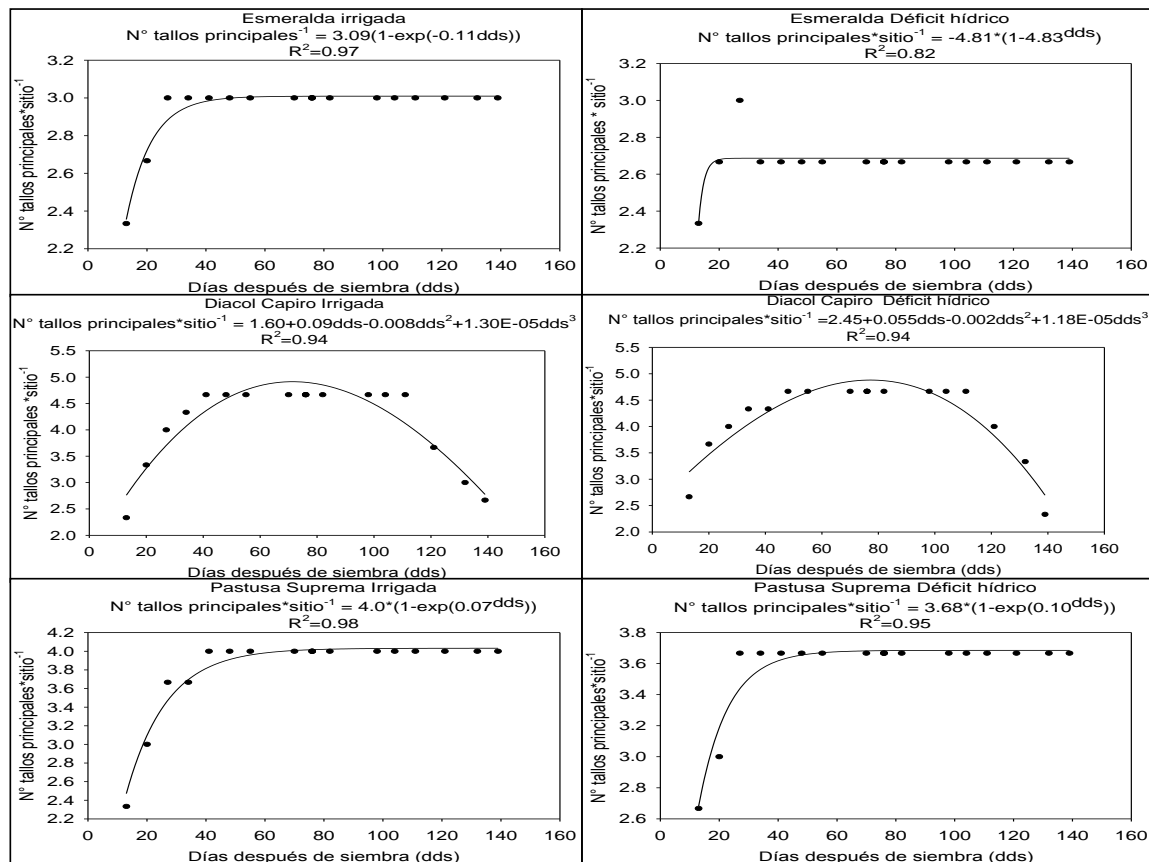 Esmeralda irrigada
N° tallos principales⁻¹ = 3.09(1-exp(-0.11dds))
R²=0.97
N° tallos principales*sitio⁻¹
3.2
3.0
2.8
2.6
2.4
2.2
0 20 40 60 80 100 120 140 160
Días después de siembra (dds)
Esmeralda Déficit hídrico
N° tallos principales*sitio⁻¹ = -4.81*(1-4.83^dds)
R²=0.82
N° tallos principales * sitio⁻¹
3.2
3.0
2.8
2.6
2.4
2.2
0 20 40 60 80 100 120 140 160
Días después de siembra (dds)
Diacol Capiro Irrigada
N° tallos principales*sitio⁻¹ = 1.60+0.09dds-0.008dds²+1.30E-05dds³
R²=0.94
N° tallos principales *sitio⁻¹
5.5
5.0
4.5
4.0
3.5
3.0
2.5
2.0
0 20 40 60 80 100 120 140 160
Días después de siembra (dds)
Diacol Capiro Déficit hídrico
N° tallos principales*sitio⁻¹ =2.45+0.055dds-0.002dds²+1.18E-05dds³
R²=0.94
N° tallos principales*sitio⁻¹
5.5
5.0
4.5
4.0
3.5
3.0
2.5
2.0
0 20 40 60 80 100 120 140 160
Días después de siembra (dds)
Pastusa Suprema Irrigada
N° tallos principales*sitio⁻¹ = 4.0*(1-exp(0.07^dds))
R²=0.98
N° tallos principales*sitio⁻¹
4.2
4.0
3.8
3.6
3.4
3.2
3.0
2.8
2.6
2.4
2.2
0 20 40 60 80 100 120 140 160
Días después de siembra (dds)
Pastusa Suprema Déficit hídrico
N° tallos principales*sitio⁻¹ = 3.68*(1-exp(0.10^dds))
R²=0.95
N° tallos principales*sitio⁻¹
3.8
3.6
3.4
3.2
3.0
2.8
2.6
0 20 40 60 80 100 120 140 160
Días después de siembra (dds)